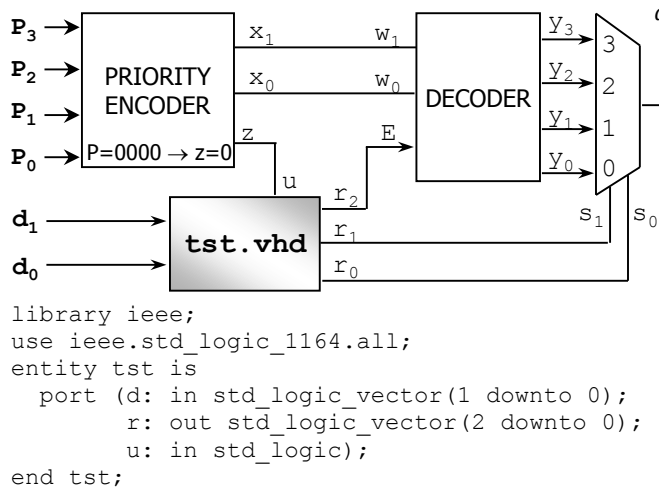 P3
x1
w1
y3
3
P2
PRIORITY
ENCODER
x0
w0
DECODER
y2
2
P1
z
E
y1
1
P0
P=0000 → z=0
y0
0
u
r2
s1
s0
d1
tst.vhd
r1
d0
r0
library ieee;
use ieee.std_logic_1164.all;
entity tst is
port (d: in std_logic_vector(1 downto 0);
r: out std_logic_vector(2 downto 0);
u: in std_logic);
end tst;